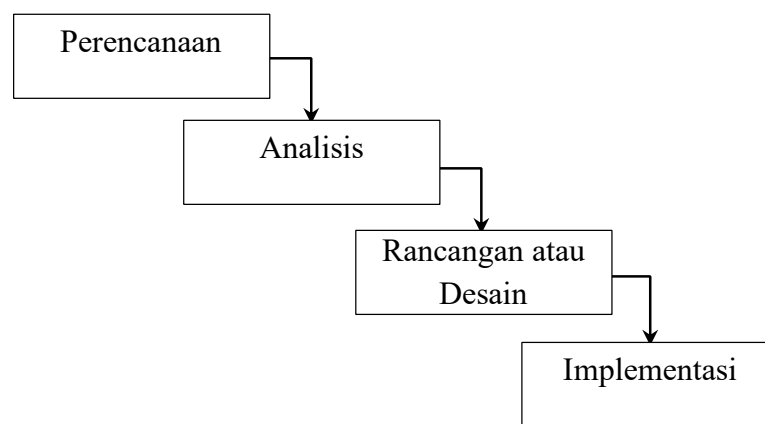 Perencanaan
Analisis
Rancangan atau
Desain
Implementasi